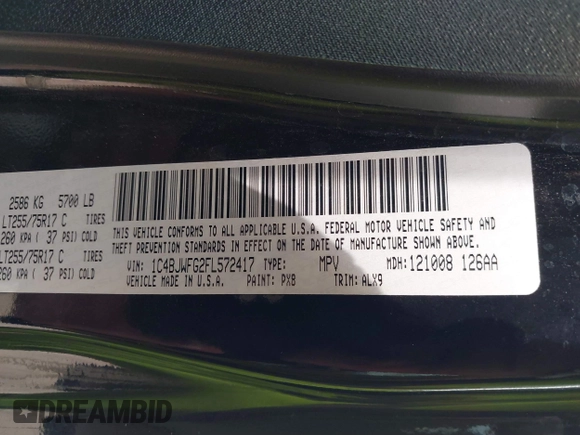 2586 KG 5700 LB
LT255/75R17 C TIRES
260 KPA ( 37 PSI) COLD
LT255/75R17 C TIRES
260 KPA ( 37 PSI) COLD
THIS VEHICLE CONFORMS TO ALL APPLICABLE U.S.A. FEDERAL MOTOR VEHICLE SAFETY AND
THEFT PREVENTION STANDARDS IN EFFECT ON THE DATE OF MANUFACTURE SHOWN ABOVE.
VIN: 1C4BJWFG2FL572417 TYPE: MPV MDH: 121008 126AA
VEHICLE MADE IN U.S.A. PAINT: PX8 TRIM: ALX9
DREAMBID